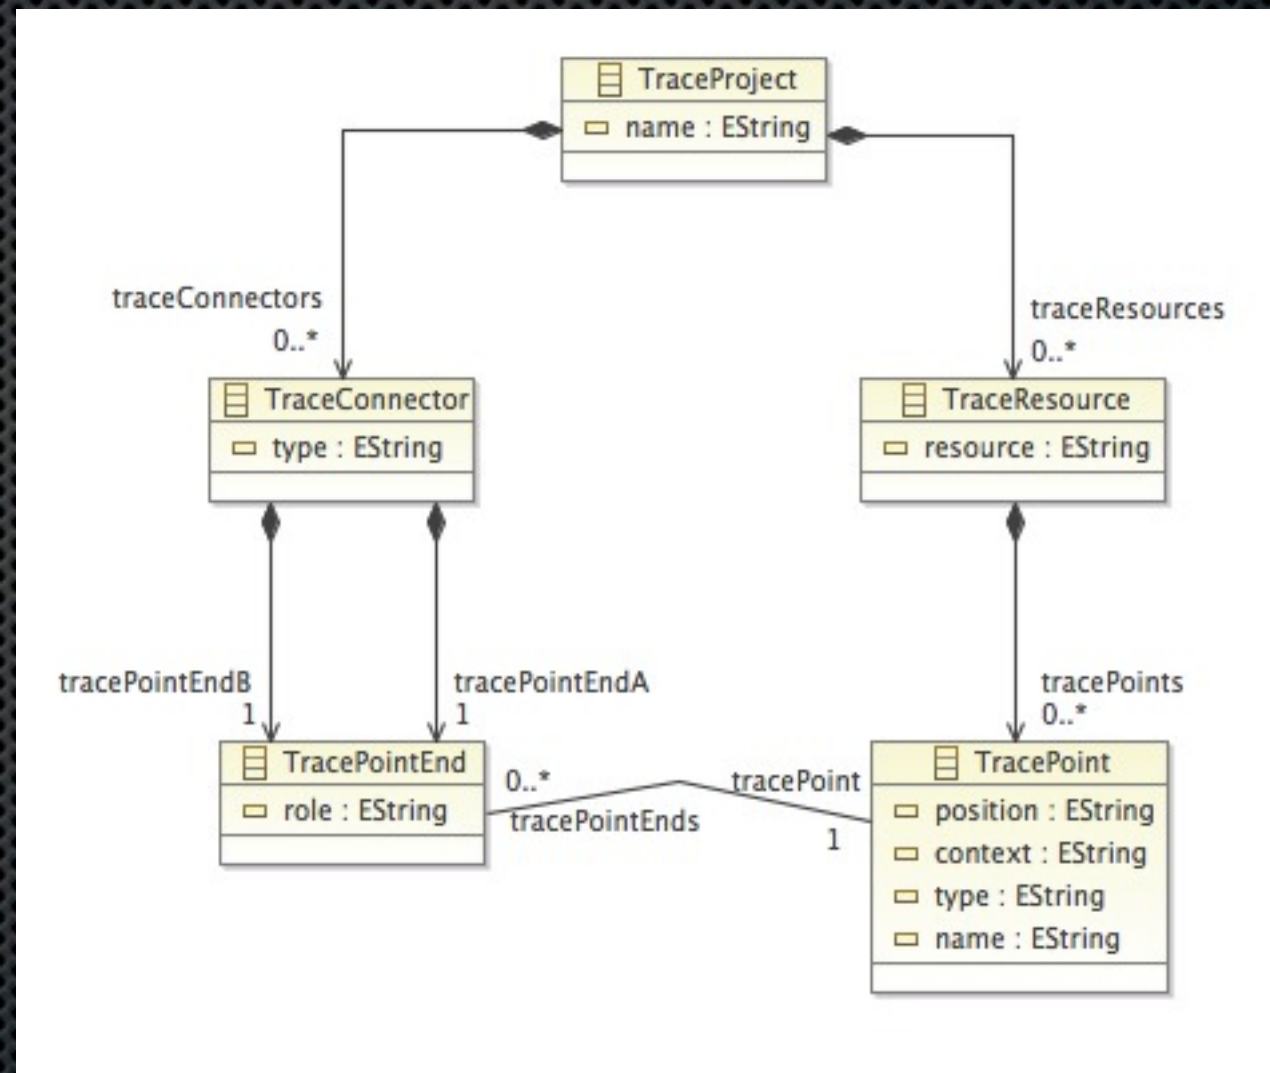 TraceProject
name : EString
traceConnectors
0..*
traceResources
0..*
TraceConnector
type : EString
TraceResource
resource : EString
tracePointEndB
1
tracePointEndA
1
tracePoints
0..*
TracePointEnd
role : EString
0..*
tracePointEnds
tracePoint
1
TracePoint
position : EString
context : EString
type : EString
name : EString